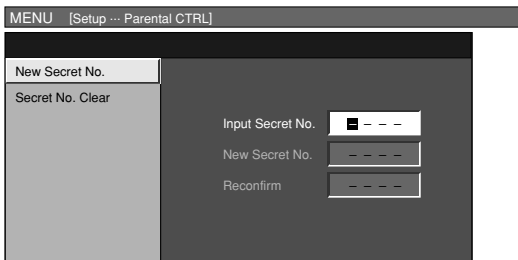 MENU [Setup ··· Parental CTRL]
New Secret No.
Secret No. Clear
Input Secret No. – – – –
New Secret No. – – – –
Reconfirm – – – –